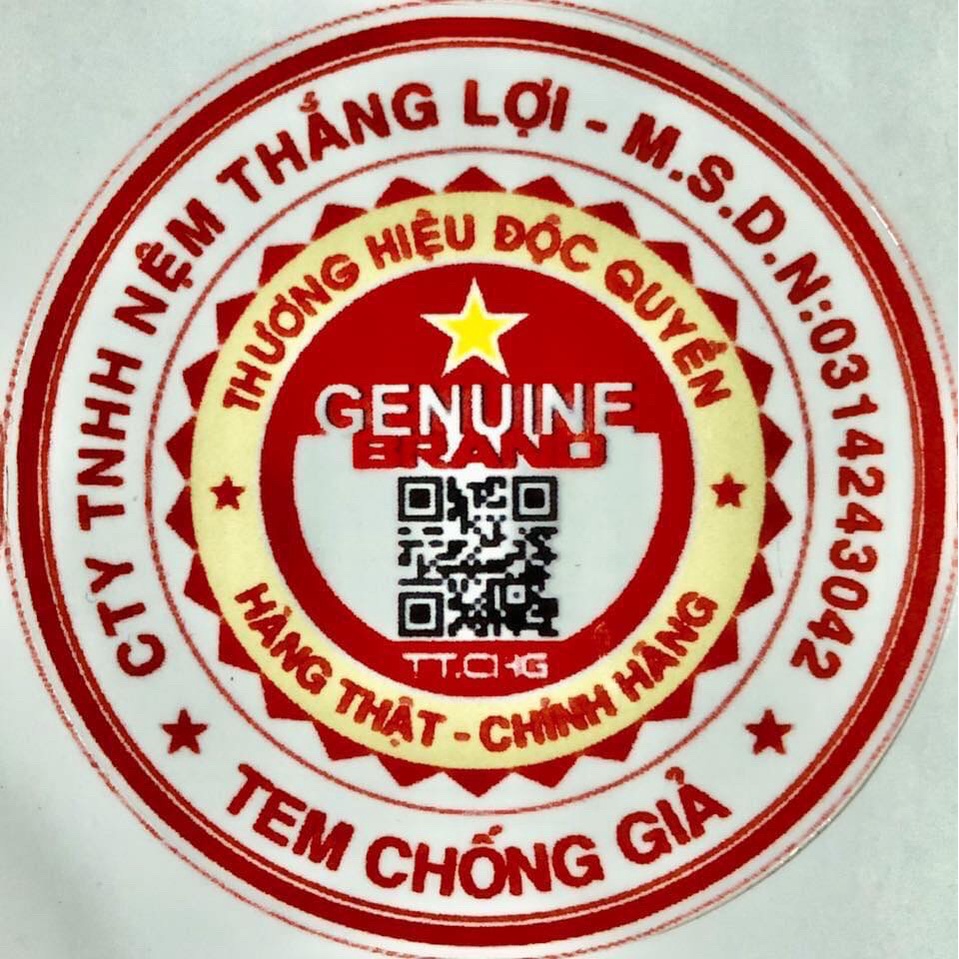 CTY TNHH NỆM THẮNG LỢI - M.S.D.N:0314243042
THƯƠNG HIỆU ĐỘC QUYỀN
GENUINE
BRAND
TT.CHG
HÀNG THẬT - CHÍNH HÃNG
TEM CHỐNG GIẢ